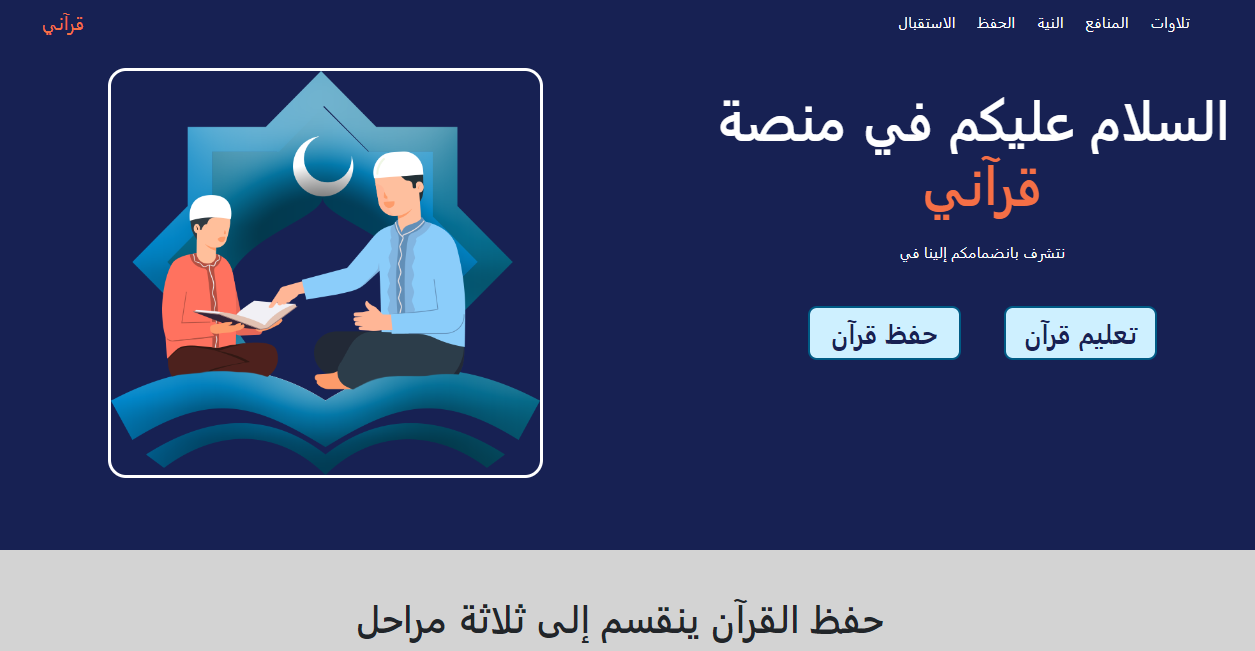 تلاوات المنافع النية الحفظ الاستقبال
قرآني
السلام عليكم في منصة
قرآني
نتشرف بانضمامكم إلينا في
تعليم قرآن
حفظ قرآن
حفظ القرآن ينقسم إلى ثلاثة مراحل